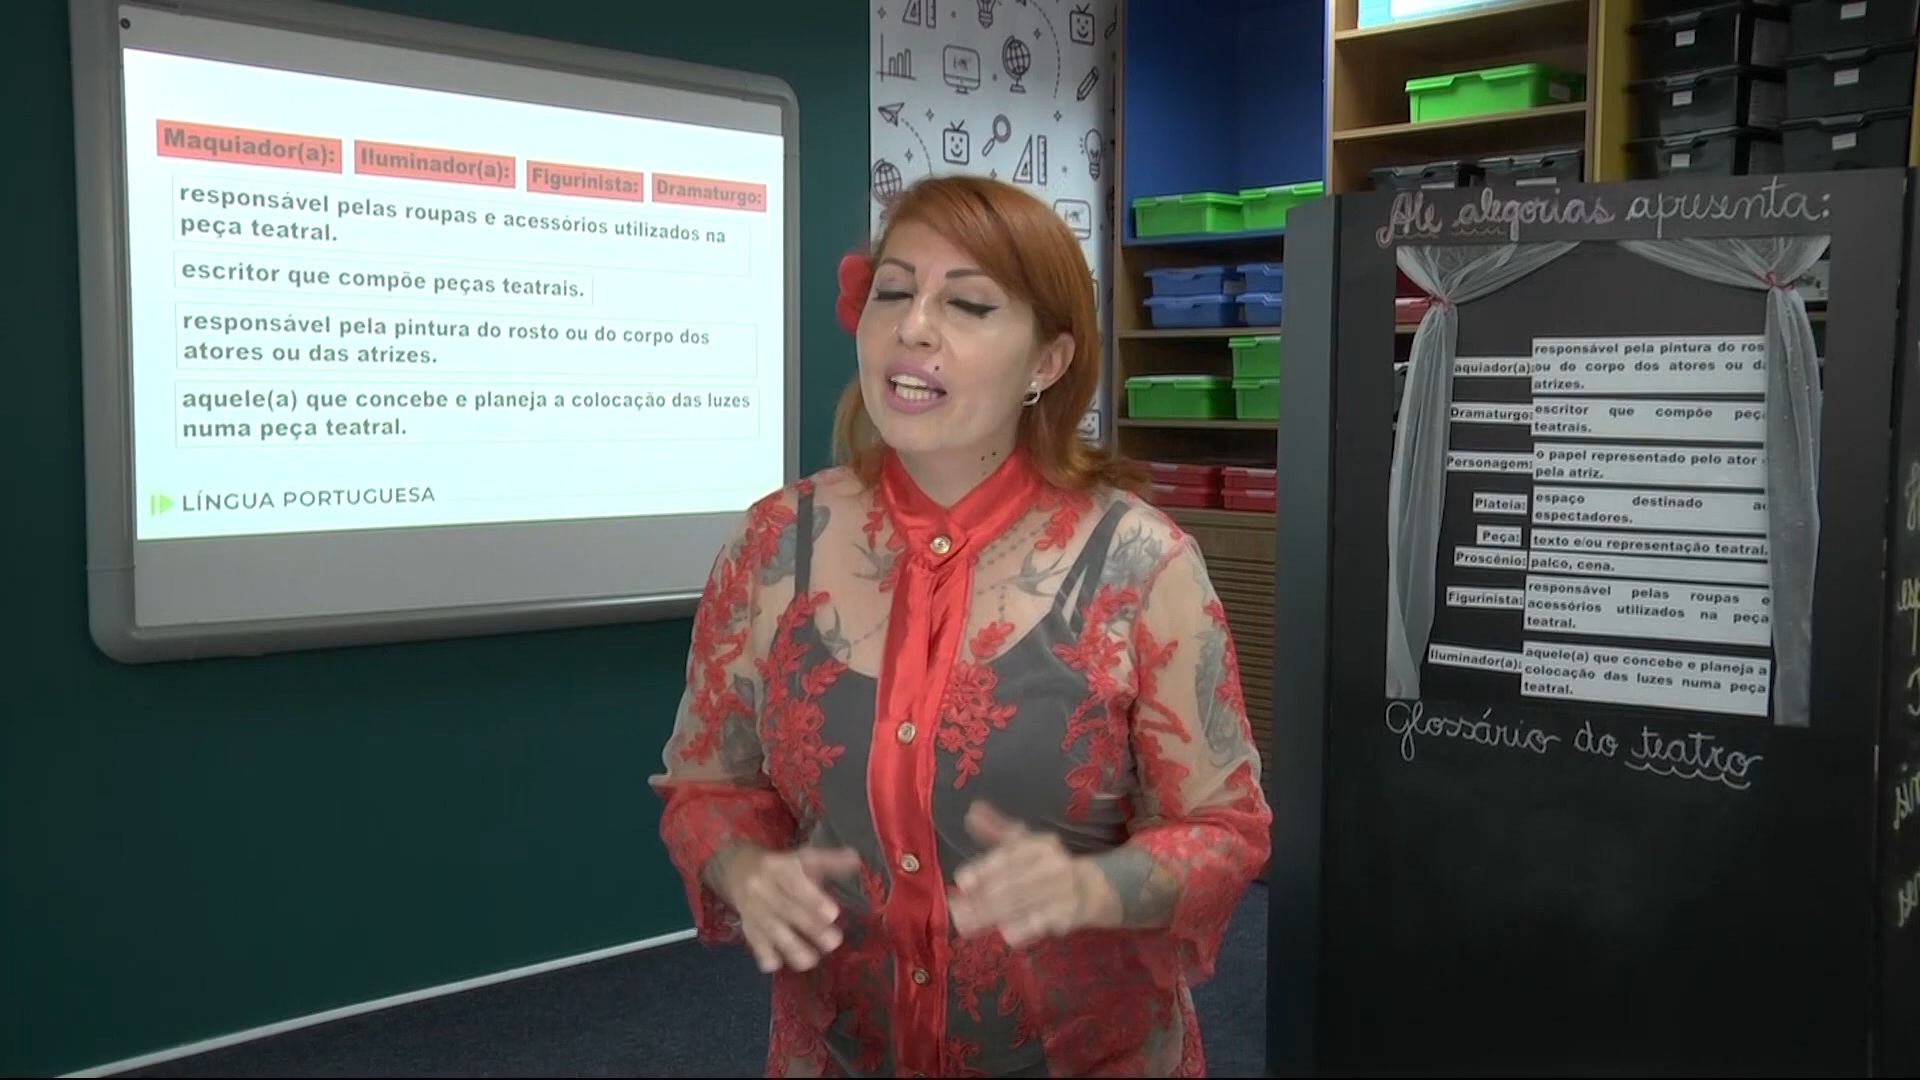 Maquiador(a): Iluminador(a): Figurinista: Dramaturgo:
responsável pelas roupas e acessórios utilizados na
peça teatral.
escritor que compõe peças teatrais.
responsável pela pintura do rosto ou do corpo dos
atores ou das atrizes.
aquele(a) que concebe e planeja a colocação das luzes
numa peça teatral.
LÍNGUA PORTUGUESA
Ale alegorias apresenta:
aquiador(a): responsável pela pintura do ros
ou do corpo dos atores ou da
atrizes.
Dramaturgo: escritor que compõe peça
teatrais.
Personagem: o papel representado pelo ator
pela atriz.
Plateia: espaço destinado ao
espectadores.
Peça: texto e/ou representação teatral.
Proscênio: palco, cena.
Figurinista: responsável pelas roupas e
acessórios utilizados na peça
teatral.
Iluminador(a): aquele(a) que concebe e planeja a
colocação das luzes numa peça
teatral.
Glossário do teatro